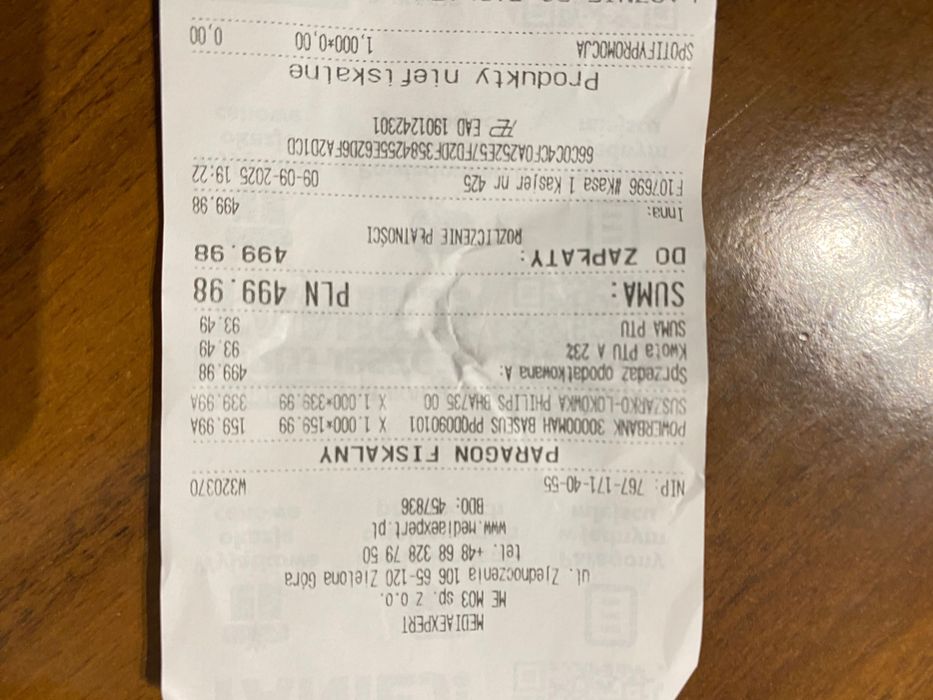 MEDIAEXPERT
ME M03 sp. z o.o.
ul. Zjednoczenia 106 65-120 Zielona Góra
tel. +48 68 328 79 50
www.mediaexpert.pl
BDO: 457836
NIP: 767-171-40-55 W320370
PARAGON FISKALNY
POWERBANK 30000MAH BASEUS PPQD090101 X 1.000*159.99 159.99A
SUSZARKO-LOKÓWKA PHILIPS BHA735 00 X 1.000*339.99 339.99A
Sprzedaż opodatkowana A: 499.98
Kwota PTU A 23% 93.49
SUMA PTU 93.49
SUMA: PLN 499.98
DO ZAPŁATY: 499.98
ROZLICZENIE PŁATNOŚCI
Inna: 499.98
F107696 #Kasa 1 Kasjer nr 425 09-09-2025 19:22
66C0C4CF0A252E57FD2DF3584255E62D6FA2D1CD
EAD 1901242301
Produkty niefiskalne
SPOTIFYPROMOCJA 1,000*0,00 0,00